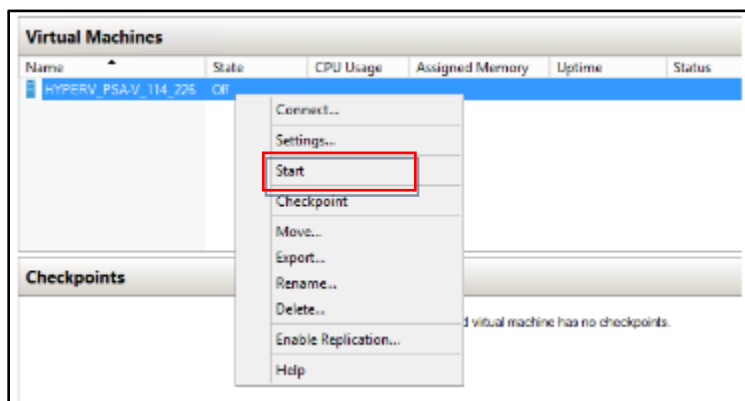 Virtual Machines
Name State CPU Usage Assigned Memory Uptime Status
HYPERV_PSA-V_114_226 Off
Connect...
Settings...
Start
Checkpoint
Move...
Export...
Rename...
Delete...
Enable Replication...
Help
Checkpoints
d virtual machine has no checkpoints.